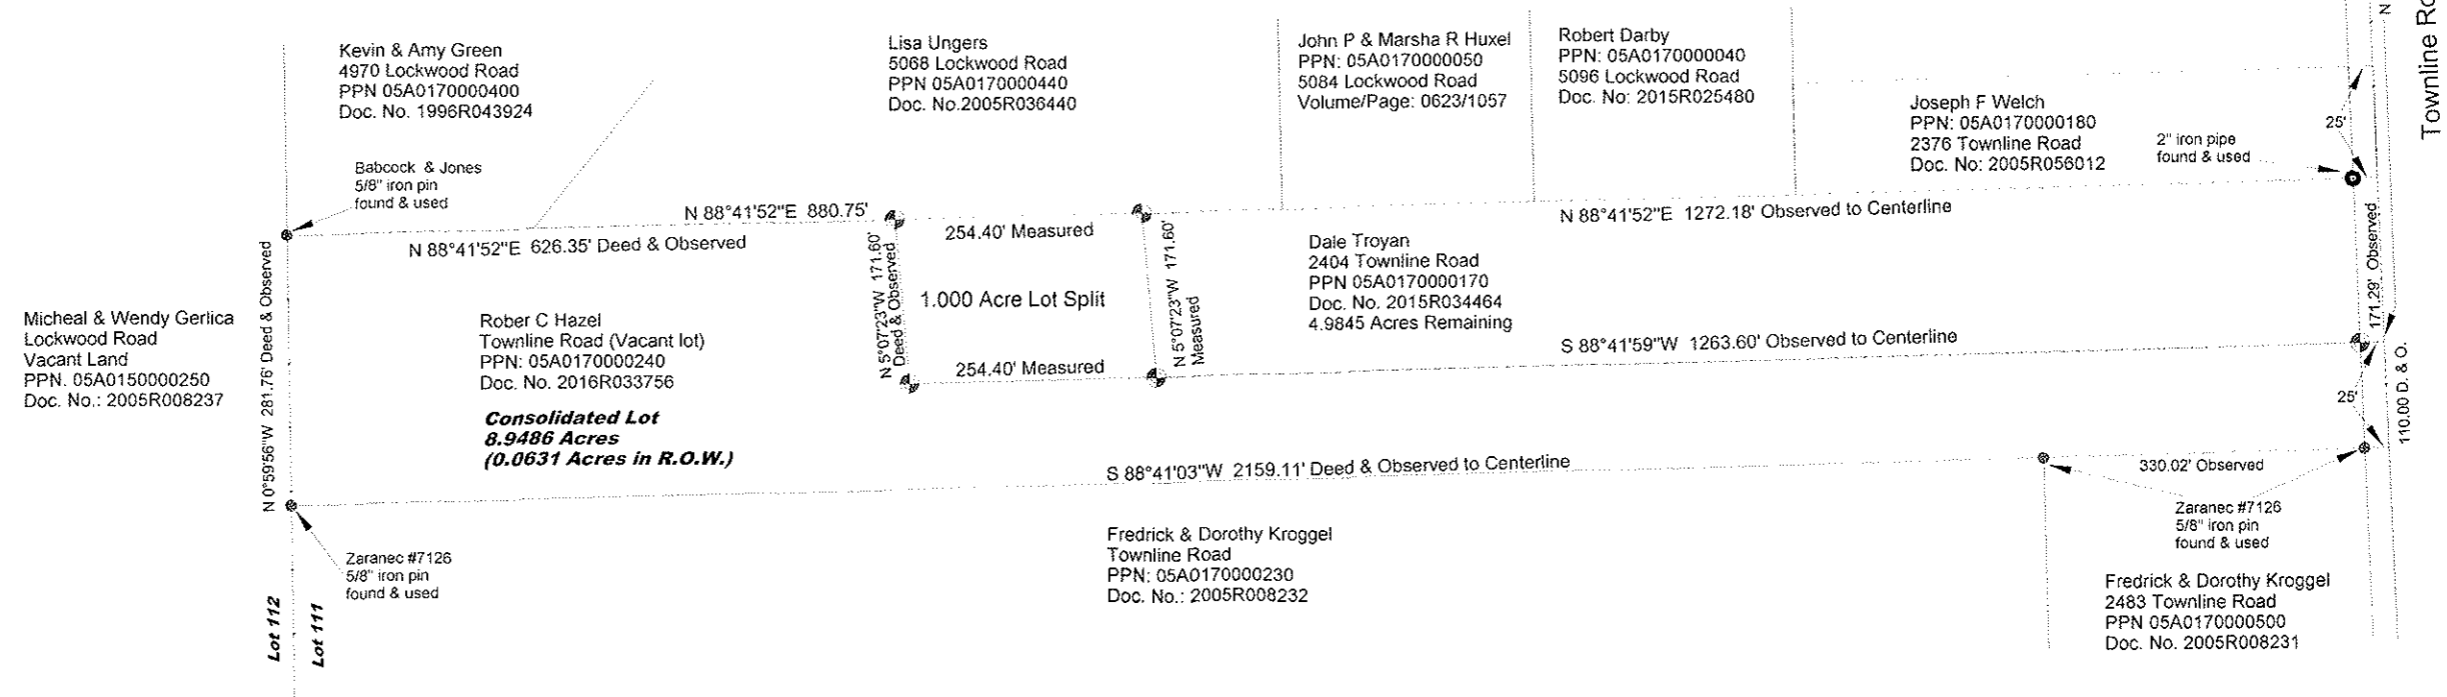 Kevin & Amy Green
4970 Lockwood Road
PPN 05A0170000400
Doc. No. 1996R043924
Lisa Ungers
5068 Lockwood Road
PPN 05A0170000440
Doc. No.2005R036440
John P & Marsha R Huxel
PPN: 05A0170000050
5084 Lockwood Road
Volume/Page: 0623/1057
Robert Darby
PPN: 05A0170000040
5096 Lockwood Road
Doc. No: 2015R025480
Joseph F Welch
PPN: 05A0170000180
2376 Townline Road
Doc. No: 2005R056012
2" iron pipe
found & used
25'
N
Townline
Babcock & Jones
5/8" iron pin
found & used
N 88°41'52"E 880.75'
N 88°41'52"E 626.35' Deed & Observed
254.40' Measured
N 88°41'52"E 1272.18' Observed to Centerline
N 0°59'56"W 281.76' Deed & Observed
N 5°07'23"W 171.60'
Deed & Observed
1.000 Acre Lot Split
254.40' Measured
N 5°07'23"W 171.60'
Measured
Dale Troyan
2404 Townline Road
PPN 05A0170000170
Doc. No. 2015R034464
4.9845 Acres Remaining
171.29' Observed
S 88°41'59"W 1263.60' Observed to Centerline
Micheal & Wendy Gerlica
Lockwood Road
Vacant Land
PPN. 05A0150000250
Doc. No.: 2005R008237
Rober C Hazel
Townline Road (Vacant lot)
PPN: 05A0170000240
Doc. No. 2016R033756
Consolidated Lot
8.9486 Acres
(0.0631 Acres in R.O.W.)
25'
110.00 D. & O.
S 88°41'03"W 2159.11' Deed & Observed to Centerline
330.02' Observed
Zaranec #7126
5/8" iron pin
found & used
Zaranec #7126
5/8" iron pin
found & used
Fredrick & Dorothy Kroggel
Townline Road
PPN: 05A0170000230
Doc. No.: 2005R008232
Fredrick & Dorothy Kroggel
2483 Townline Road
PPN 05A0170000500
Doc. No. 2005R008231
Lot 112
Lot 111